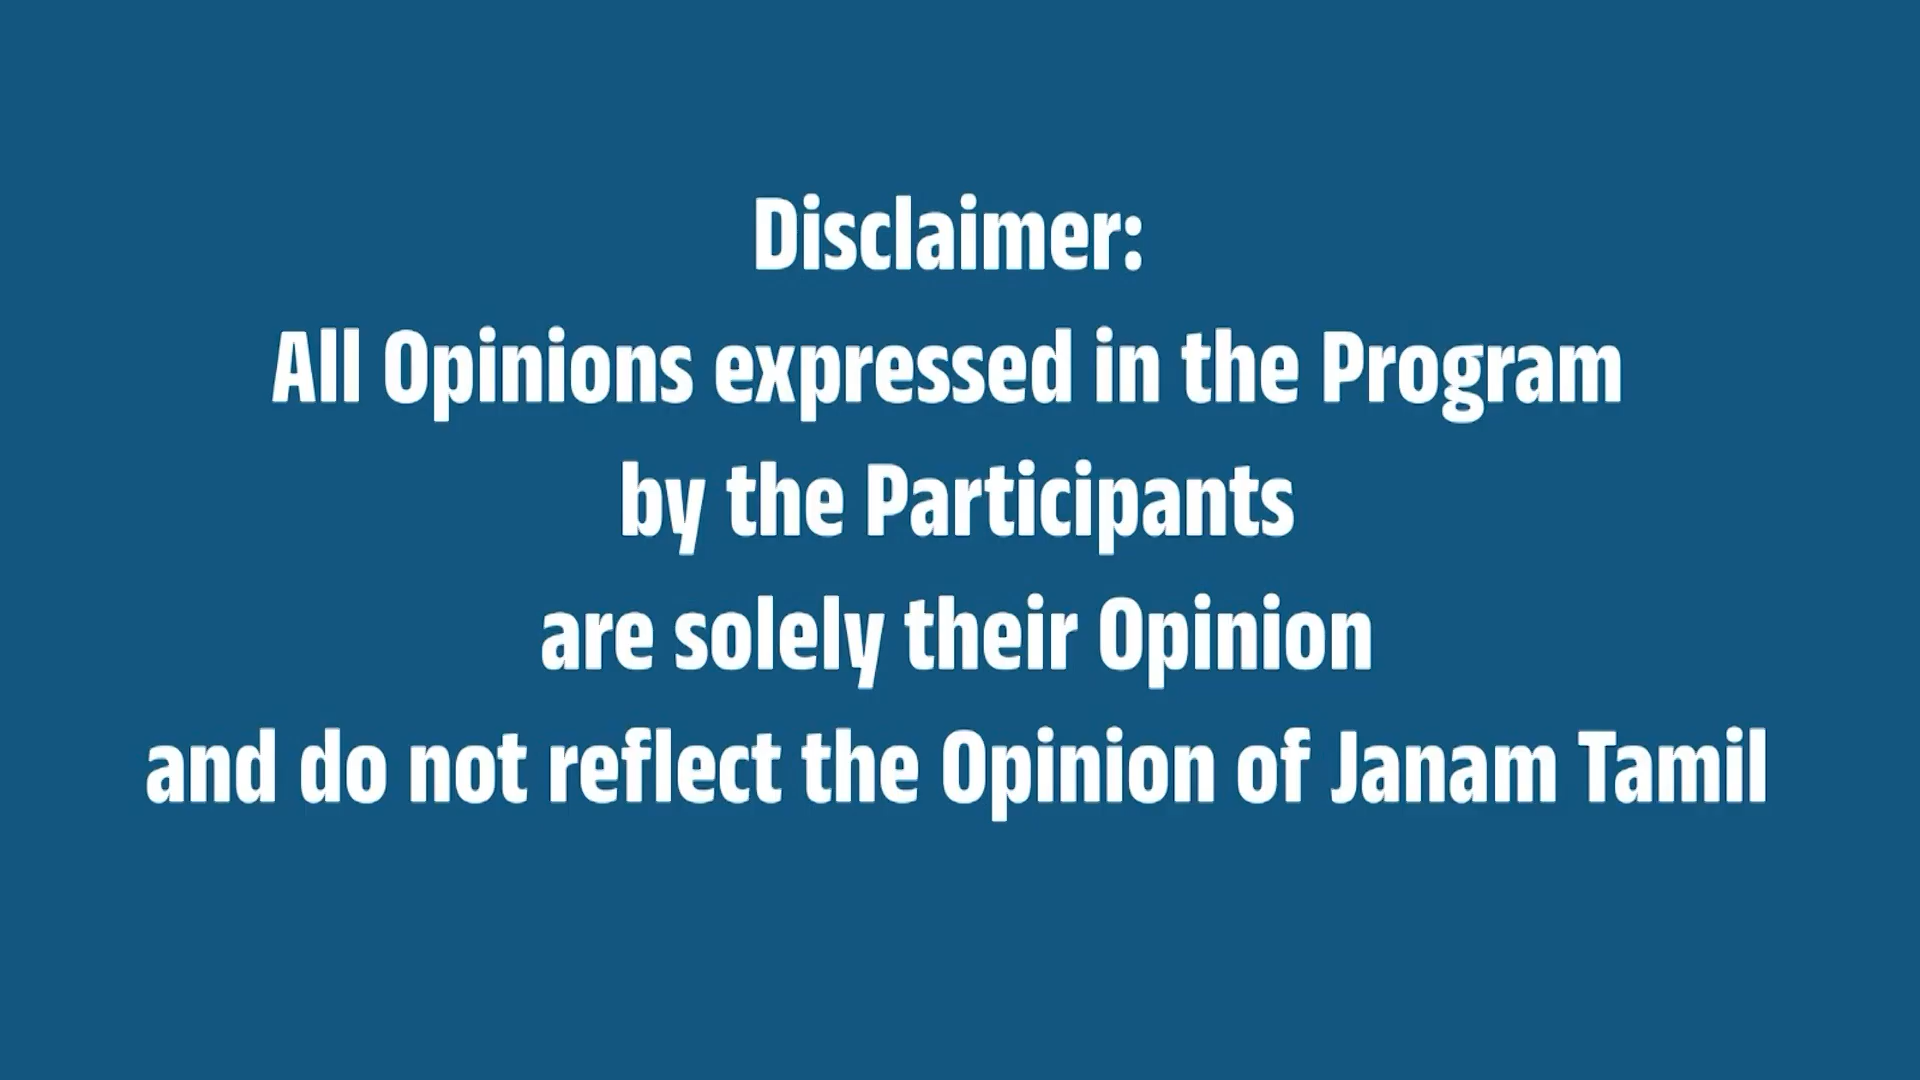 Disclaimer:
All Opinions expressed in the Program
by the Participants
are solely their Opinion
and do not reflect the Opinion of Janam Tamil